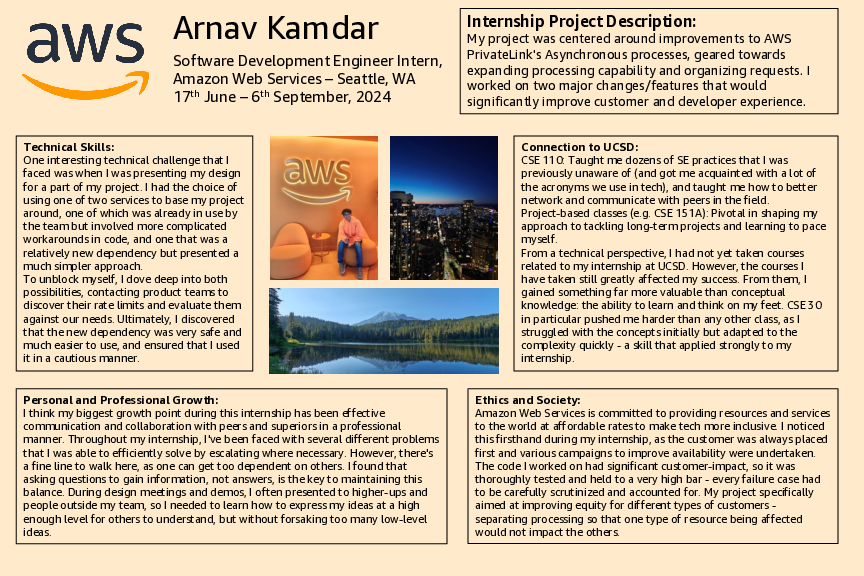 aws
Arnav Kamdar
Software Development Engineer Intern,
Amazon Web Services – Seattle, WA
17th June – 6th September, 2024
Internship Project Description:
My project was centered around improvements to AWS
PrivateLink's Asynchronous processes, geared towards
expanding processing capability and organizing requests. I
worked on two major changes/features that would
significantly improve customer and developer experience.
Technical Skills:
One interesting technical challenge that I
faced was when I was presenting my design
for a part of my project. I had the choice of
using one of two services to base my project
around, one of which was already in use by
the team but involved more complicated
workarounds in code, and one that was a
relatively new dependency but presented a
much simpler approach.
To unblock myself, I dove deep into both
possibilities, contacting product teams to
discover their rate limits and evaluate them
against our needs. Ultimately, I discovered
that the new dependency was very safe and
much easier to use, and ensured that I used
it in a cautious manner.
aws
Connection to UCSD:
CSE 110: Taught me dozens of SE practices that I was
previously unaware of (and got me acquainted with a lot of
the acronyms we use in tech), and taught me how to better
network and communicate with peers in the field.
Project-based classes (e.g. CSE 151A): Pivotal in shaping my
approach to tackling long-term projects and learning to pace
myself.
From a technical perspective, I had not yet taken courses
related to my internship at UCSD. However, the courses I
have taken still greatly affected my success. From them, I
gained something far more valuable than conceptual
knowledge: the ability to learn and think on my feet. CSE 30
in particular pushed me harder than any other class, as I
struggled with the concepts initially but adapted to the
complexity quickly - a skill that applied strongly to my
internship.
Personal and Professional Growth:
I think my biggest growth point during this internship has been effective
communication and collaboration with peers and superiors in a professional
manner. Throughout my internship, I've been faced with several different problems
that I was able to efficiently solve by escalating where necessary. However, there's
a fine line to walk here, as one can get too dependent on others. I found that
asking questions to gain information, not answers, is the key to maintaining this
balance. During design meetings and demos, I often presented to higher-ups and
people outside my team, so I needed to learn how to express my ideas at a high
enough level for others to understand, but without forsaking too many low-level
ideas.
Ethics and Society:
Amazon Web Services is committed to providing resources and services
to the world at affordable rates to make tech more inclusive. I noticed
this firsthand during my internship, as the customer was always placed
first and various campaigns to improve availability were undertaken.
The code I worked on had significant customer-impact, so it was
thoroughly tested and held to a very high bar - every failure case had
to be carefully scrutinized and accounted for. My project specifically
aimed at improving equity for different types of customers -
separating processing so that one type of resource being affected
would not impact the others.